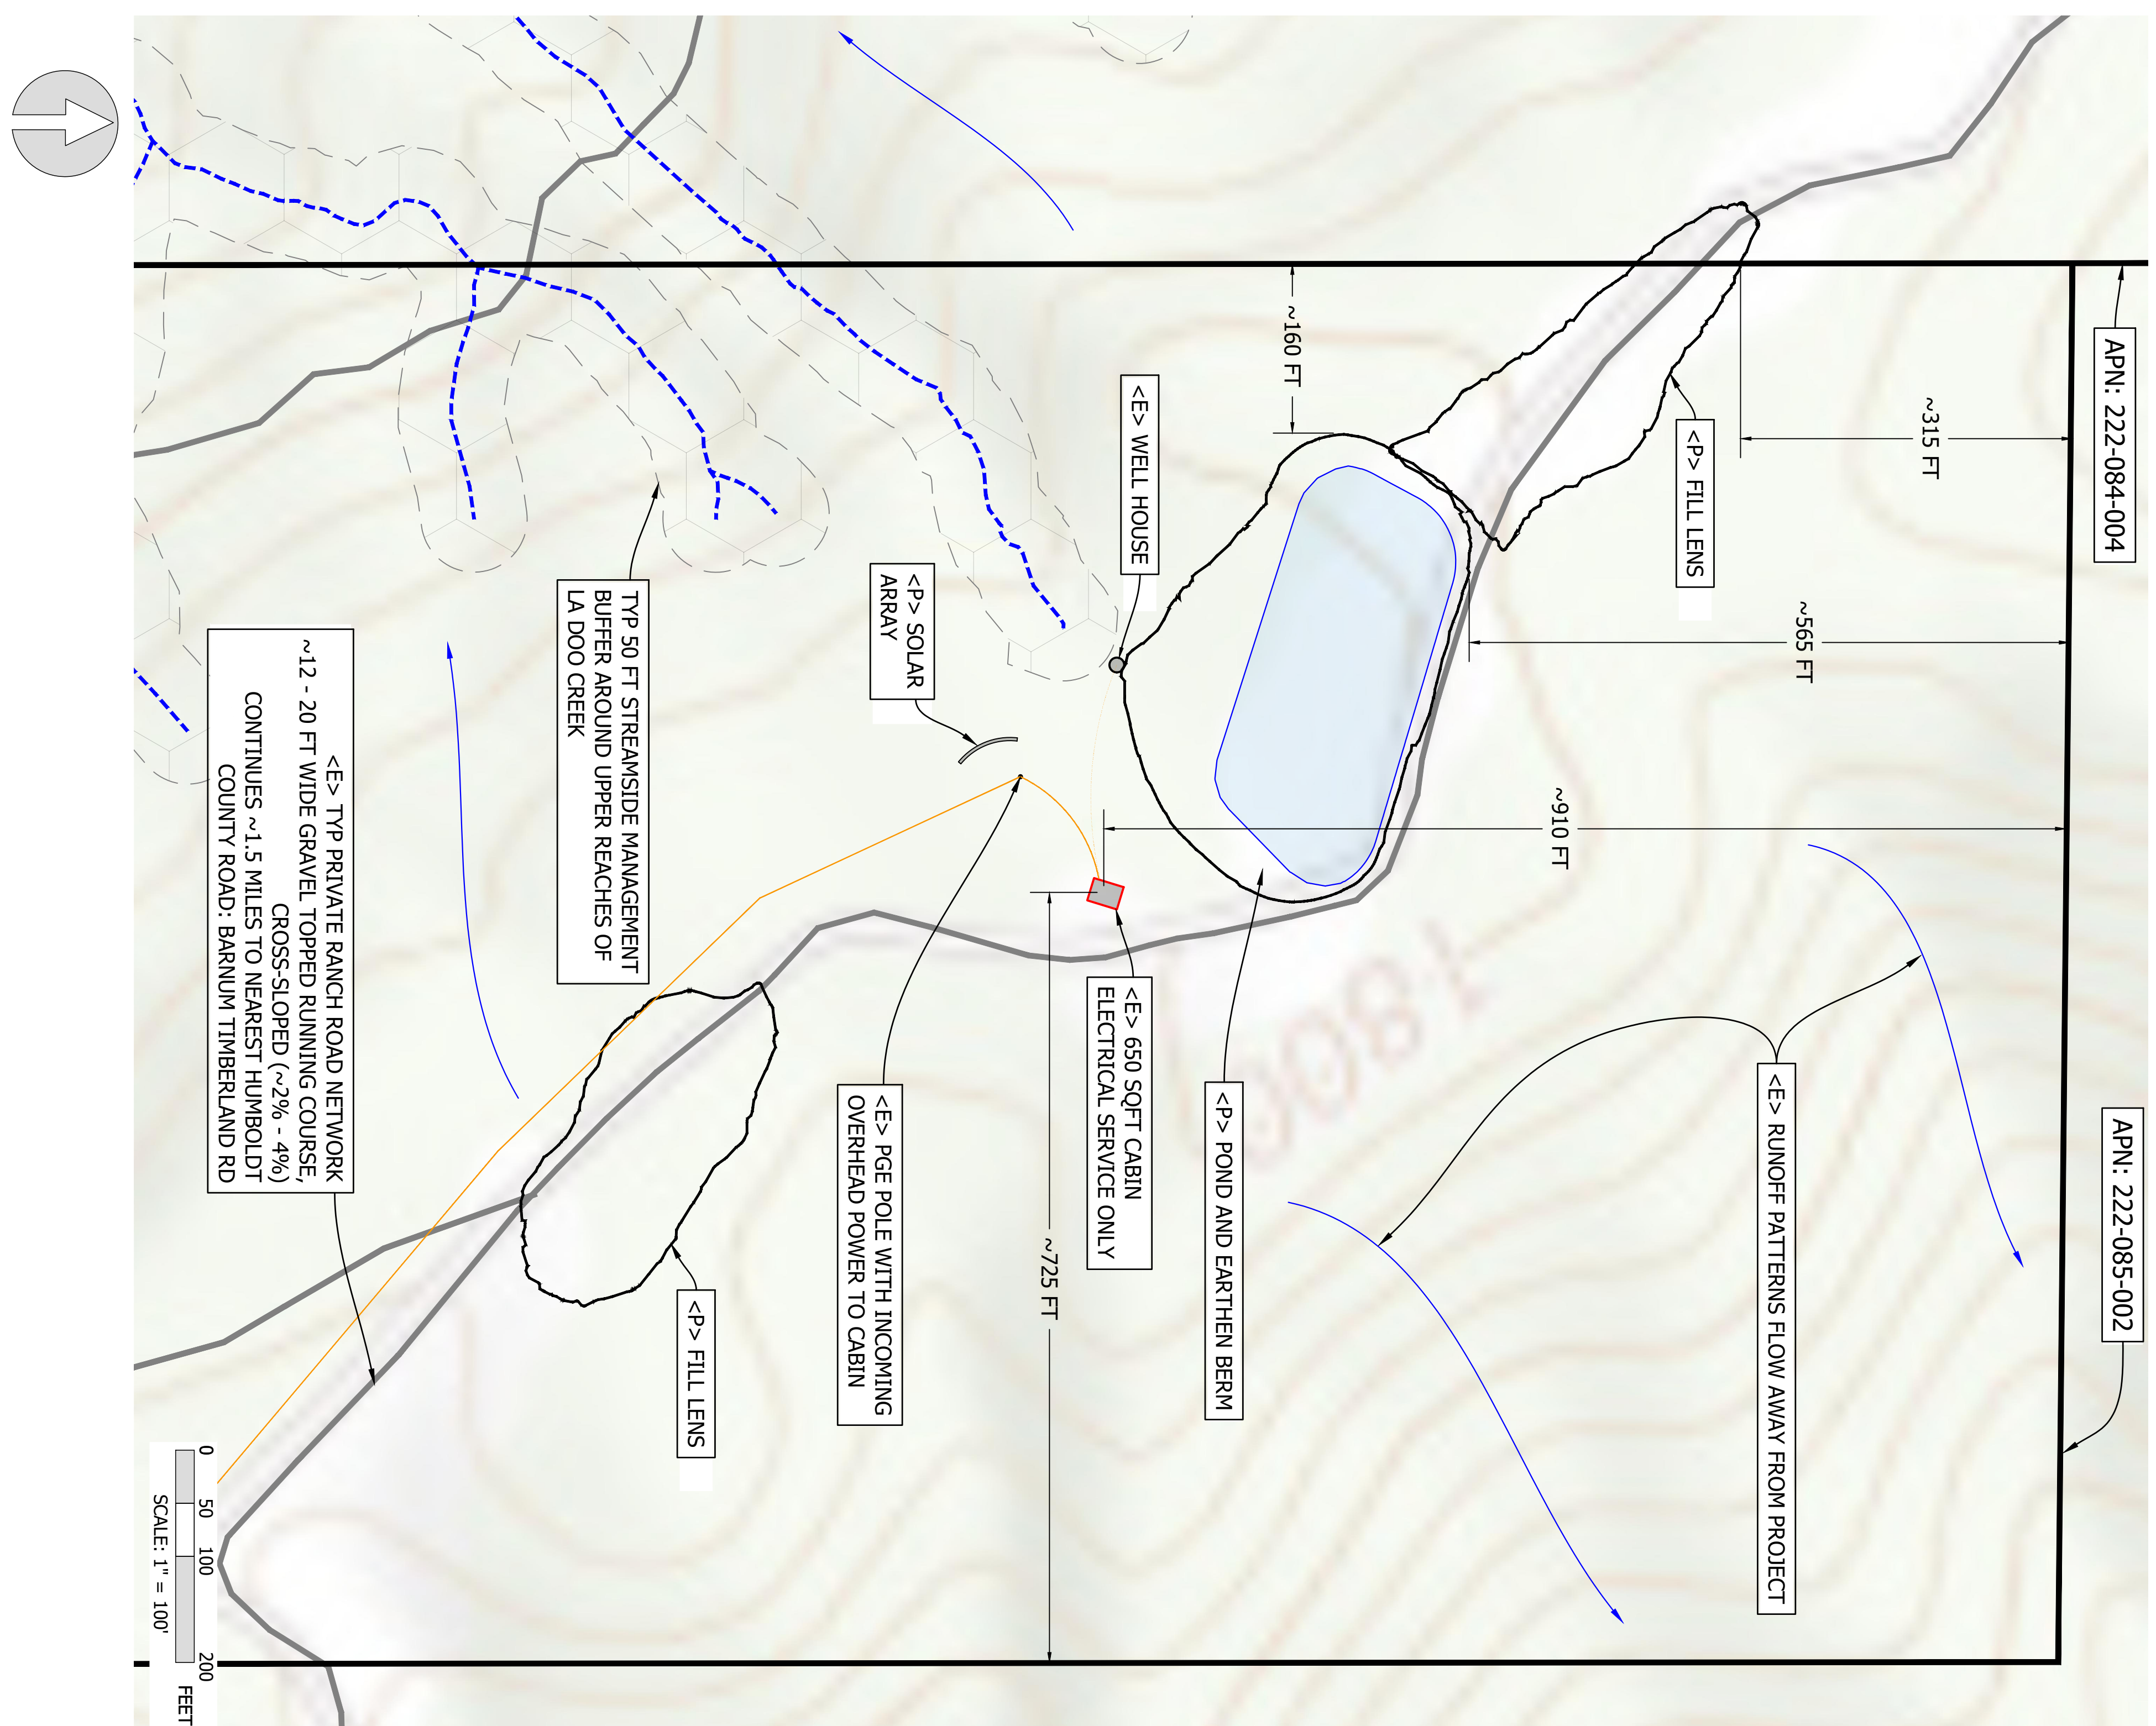 APN: 222-084-004
APN: 222-085-002
~315 FT
<P> FILL LENS
~565 FT
<E> RUNOFF PATTERNS FLOW AWAY FROM PROJECT
~910 FT
1800
~160 FT
<P> POND AND EARTHEN BERM
<E> WELL HOUSE
<E> 650 SQFT CABIN
ELECTRICAL SERVICE ONLY
~725 FT
<P> SOLAR
ARRAY
<E> PGE POLE WITH INCOMING
OVERHEAD POWER TO CABIN
<P> FILL LENS
TYP 50 FT STREAMSIDE MANAGEMENT
BUFFER AROUND UPPER REACHES OF
LA DOO CREEK
<E> TYP PRIVATE RANCH ROAD NETWORK
~12 - 20 FT WIDE GRAVEL TOPPED RUNNING COURSE,
CROSS-SLOPED (~2% - 4%)
CONTINUES ~1.5 MILES TO NEAREST HUMBOLDT
COUNTY ROAD: BARNUM TIMBERLAND RD
0 50 100 200
FEET
SCALE: 1" = 100'